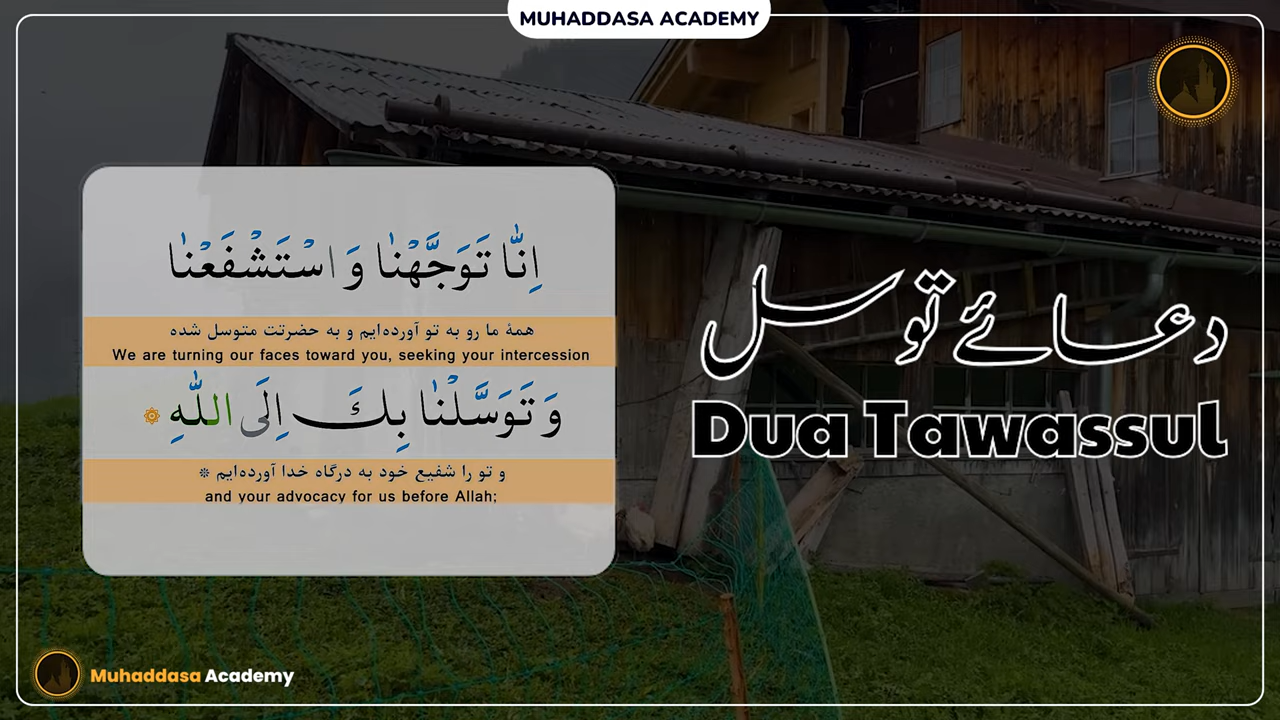 MUHADDASA ACADEMY
اِنّٰا تَوَجَّهْنٰا وَ اسْتَشْفَعْنٰا
همۀ ما رو به تو آورده‌ایم و به حضرتت متوسل شده
We are turning our faces toward you, seeking your intercession
وَ تَوَسَّلْنٰا بِكَ اِلَى اللّٰهِ ۞
و تو را شفیع خود به درگاه خدا آورده‌ایم *
and your advocacy for us before Allah;
دعائے توسل
Dua Tawassul
Muhaddasa Academy